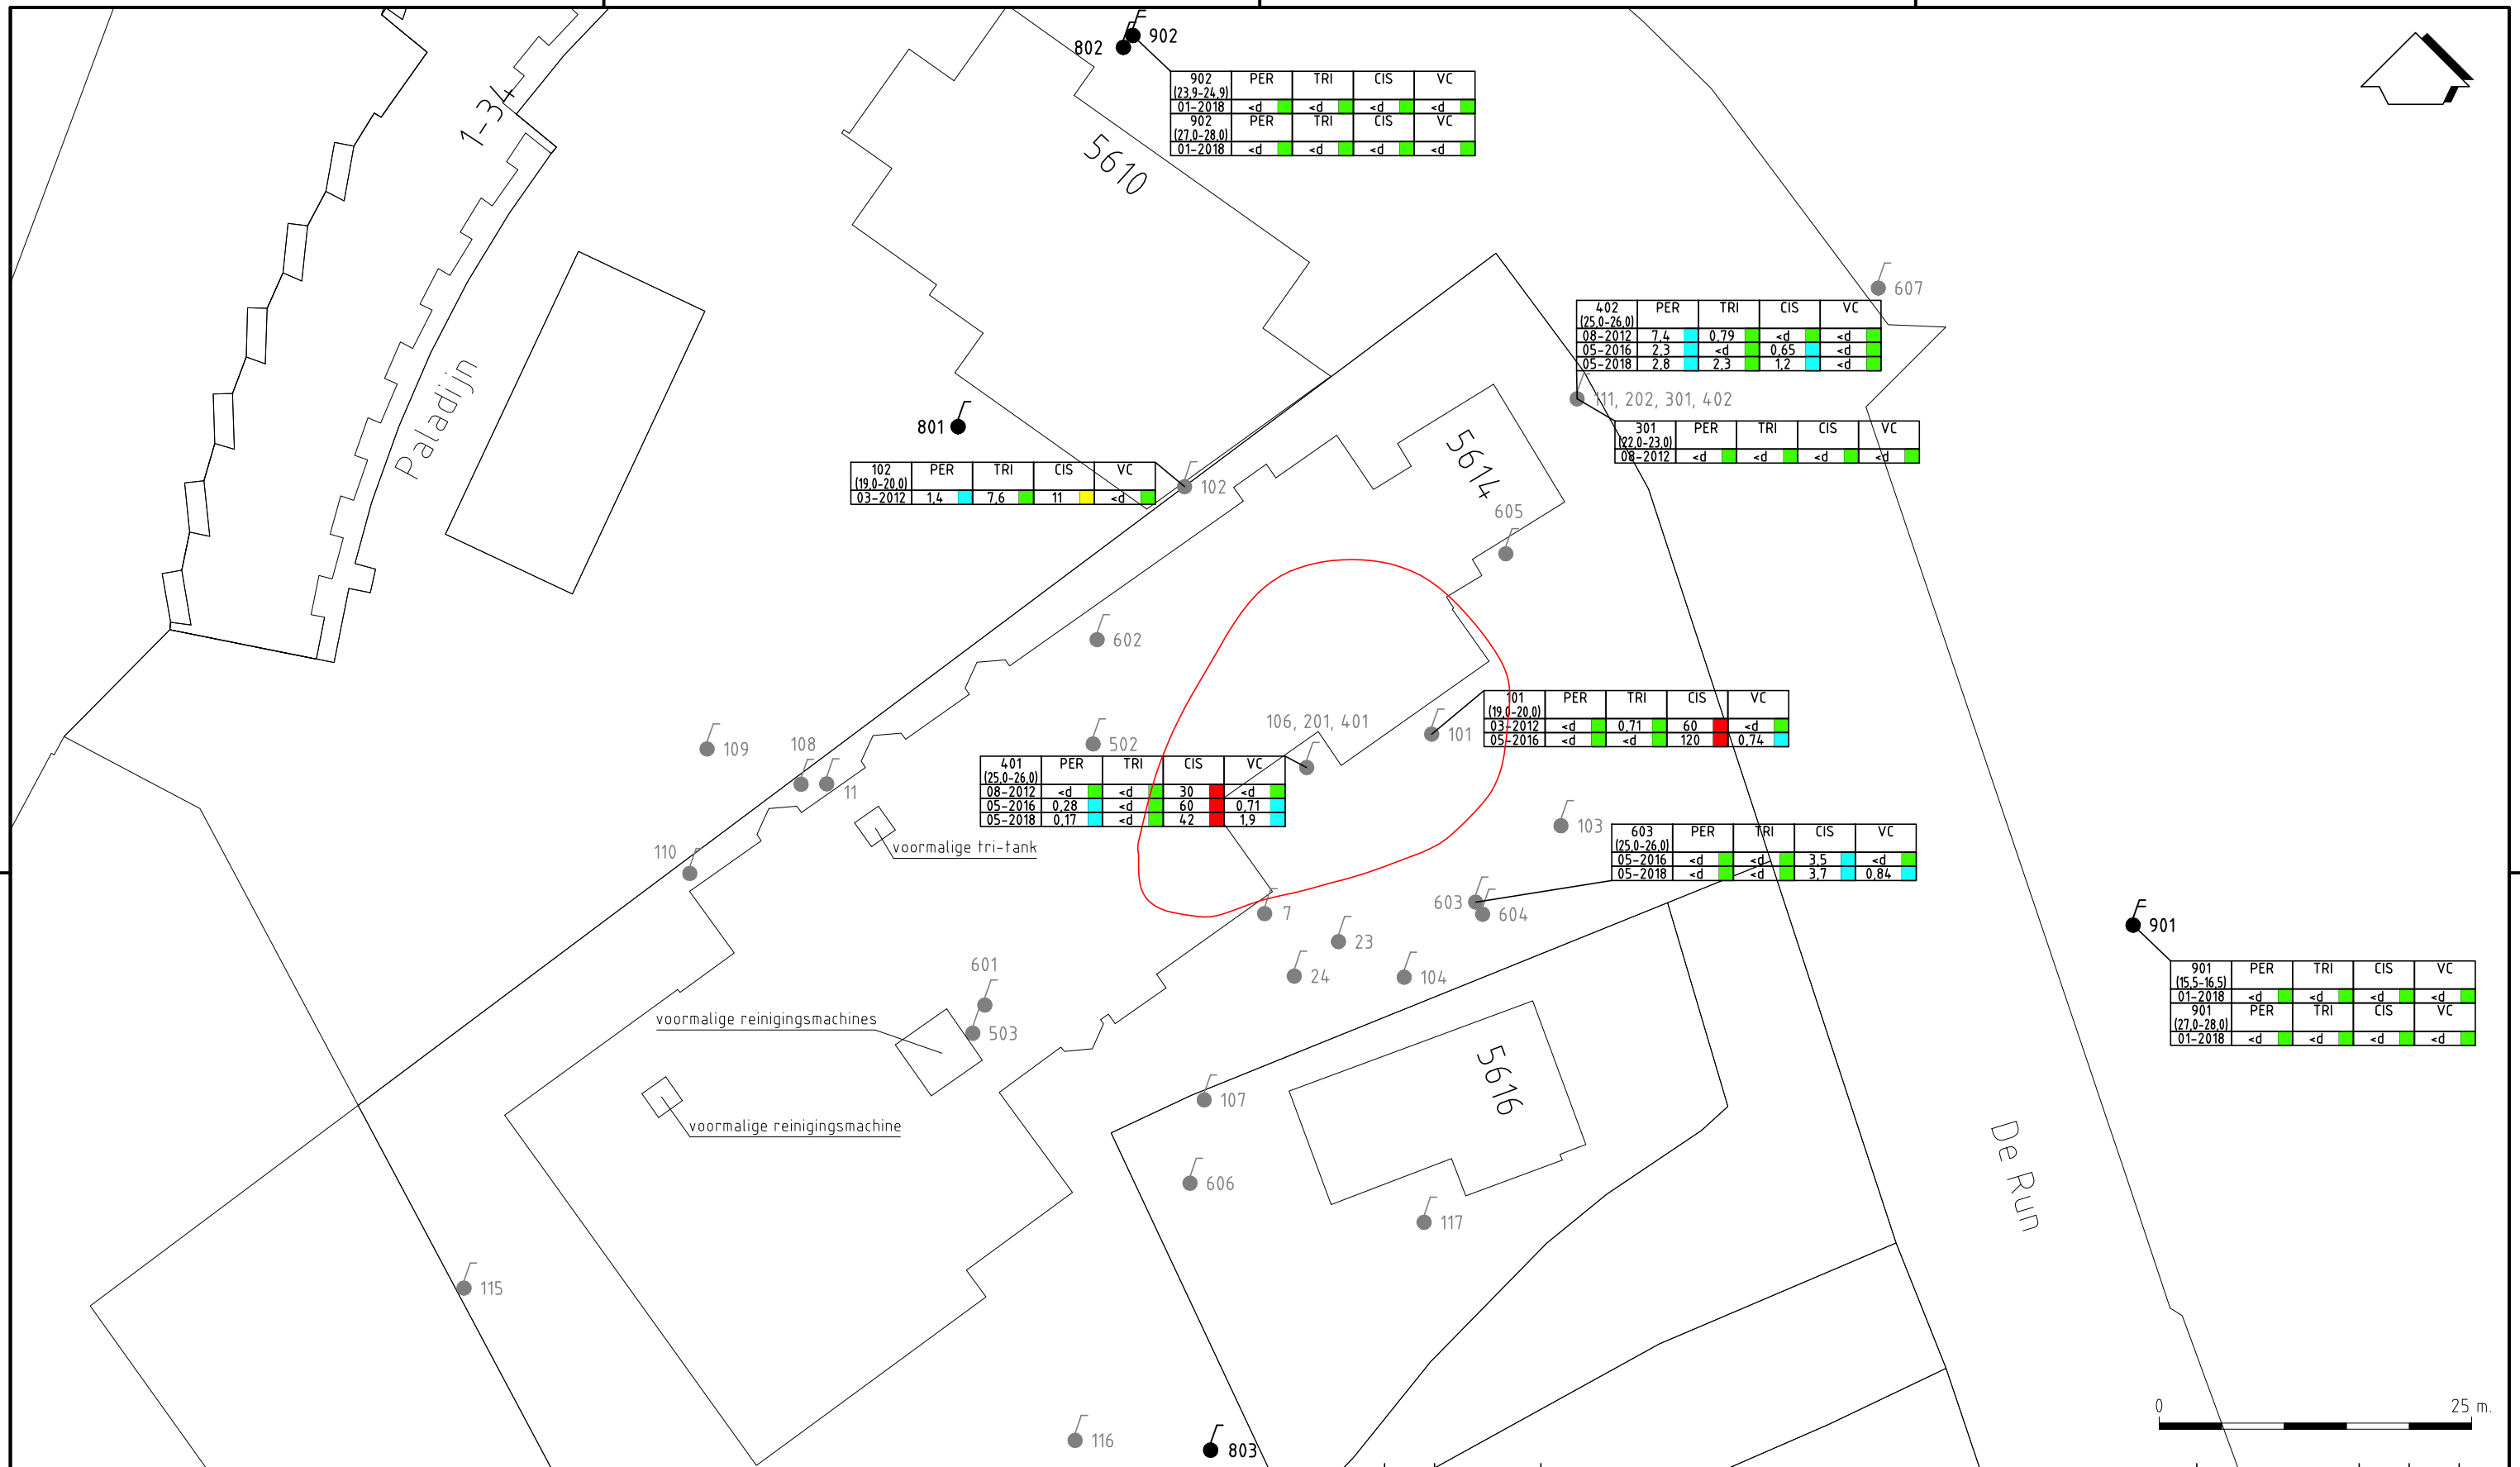 802
902
902 PER TRI CIS VC
(23,9-24,9)
01-2018 <d <d <d <d
902 PER TRI CIS VC
(27,0-28,0)
01-2018 <d <d <d <d
1-34
5610
607
402 PER TRI CIS VC
(25,0-26,0)
08-2012 7,4 0,79 <d <d
05-2016 2,3 <d 0,65 <d
05-2018 2,8 2,3 1,2 <d
111, 202, 301, 402
301 PER TRI CIS VC
(22,0-23,0)
08-2012 <d <d <d <d
Paladijn
801
5614
102 PER TRI CIS VC
(19,0-20,0)
03-2012 1,4 7,6 11 <d
102
605
602
101 PER TRI CIS VC
(19,0-20,0)
03-2012 <d 0,71 60 <d
05-2016 <d <d 120 0,74
106, 201, 401
101
109
108
502
11
401 PER TRI CIS VC
(25,0-26,0)
08-2012 <d <d 30 <d
05-2016 0,28 <d 60 0,71
05-2018 0,17 <d 42 1,9
103
603 PER TRI CIS VC
(25,0-26,0)
05-2016 <d <d 3,5 <d
05-2018 <d <d 3,7 0,84
voormalige tri-tank
110
603
604
7
901
23
24
104
601
901 PER TRI CIS VC
(15,5-16,5)
01-2018 <d <d <d <d
901 PER TRI CIS VC
(27,0-28,0)
01-2018 <d <d <d <d
voormalige reinigingsmachines
503
5616
107
voormalige reinigingsmachine
De Run
606
117
115
0 25 m.
116
803